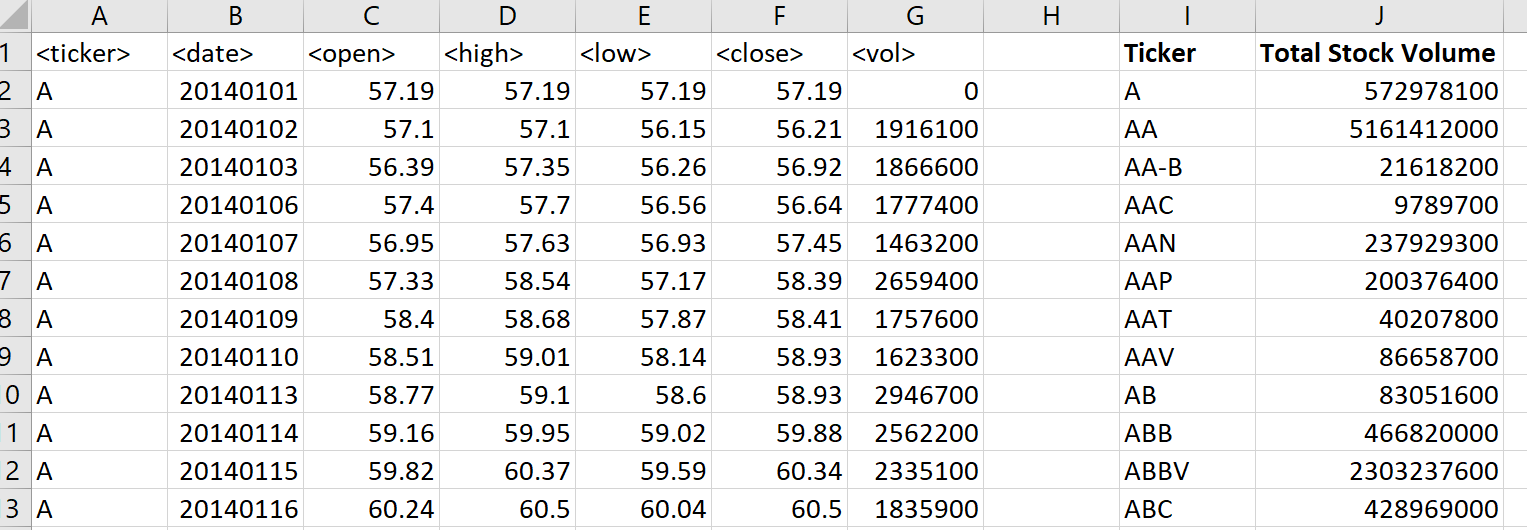 A B C D E F G H I J
1 <ticker> <date> <open> <high> <low> <close> <vol> Ticker Total Stock Volume
2 A 20140101 57.19 57.19 57.19 57.19 0 A 572978100
3 A 20140102 57.1 57.1 56.15 56.21 1916100 AA 5161412000
4 A 20140103 56.39 57.35 56.26 56.92 1866600 AA-B 21618200
5 A 20140106 57.4 57.7 56.56 56.64 1777400 AAC 9789700
6 A 20140107 56.95 57.63 56.93 57.45 1463200 AAN 237929300
7 A 20140108 57.33 58.54 57.17 58.39 2659400 AAP 200376400
8 A 20140109 58.4 58.68 57.87 58.41 1757600 AAT 40207800
9 A 20140110 58.51 59.01 58.14 58.93 1623300 AAV 86658700
10 A 20140113 58.77 59.1 58.6 58.93 2946700 AB 83051600
11 A 20140114 59.16 59.95 59.02 59.88 2562200 ABB 466820000
12 A 20140115 59.82 60.37 59.59 60.34 2335100 ABBV 2303237600
13 A 20140116 60.24 60.5 60.04 60.5 1835900 ABC 428969000